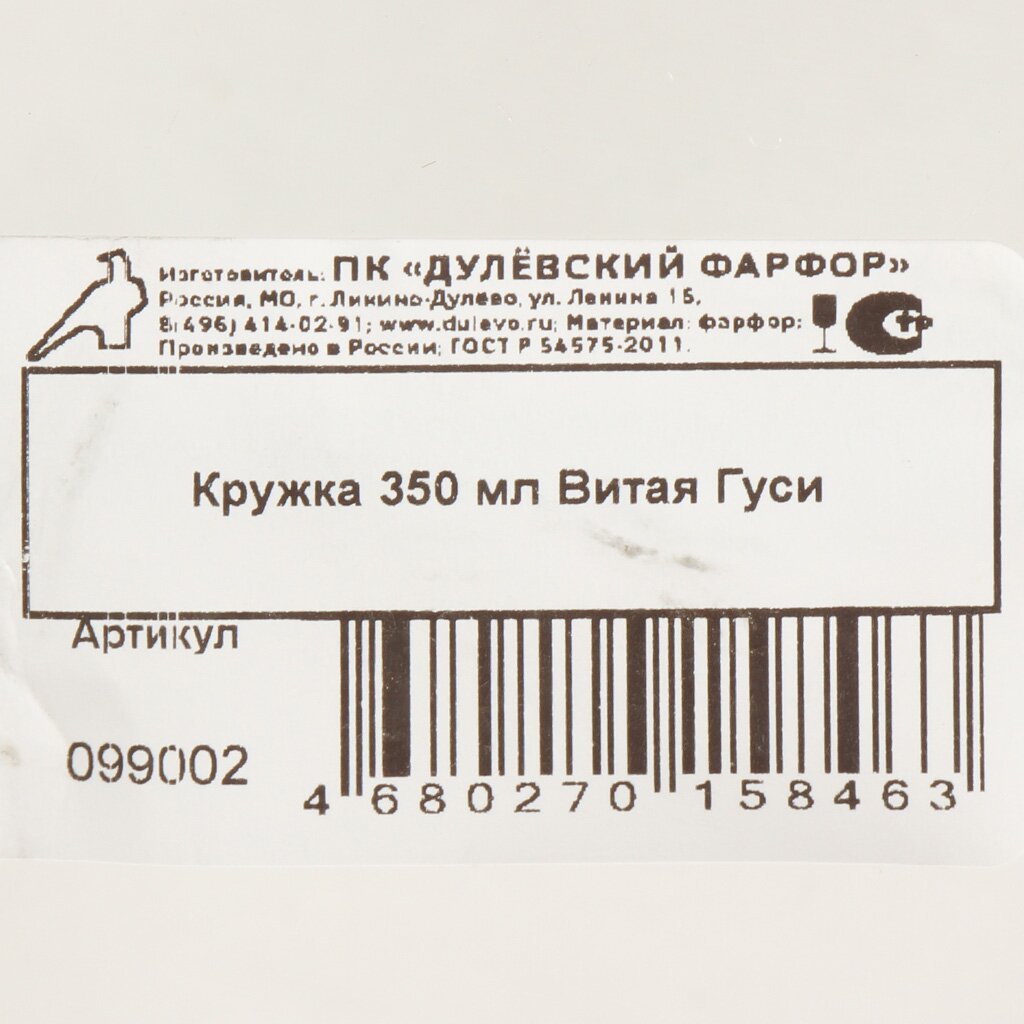 Изготовитель: ПК «ДУЛЁВСКИЙ ФАРФОР»
Россия, МО, г. Ликино-Дулёво, ул. Ленина 15,
8(496) 414-02-91; www.dulevo.ru; Материал: фарфор;
Произведено в России; ГОСТ Р 54575-2011.
Кружка 350 мл Витая Гуси
Артикул
099002
4 680270 158463